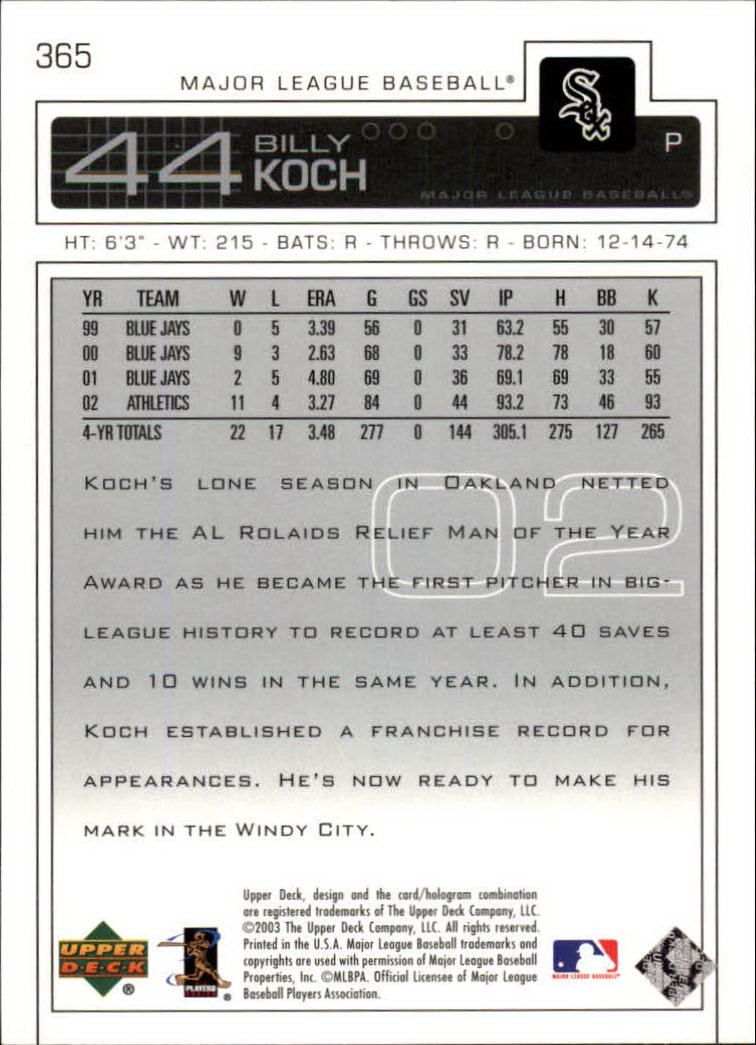 365
MAJOR LEAGUE BASEBALL®
Sox
44 BILLY KOCH P
MAJOR LEAGUE BASEBALL®
HT: 6'3" - WT: 215 - BATS: R - THROWS: R - BORN: 12-14-74
YR TEAM W L ERA G GS SV IP H BB K
99 BLUE JAYS 0 5 3.39 56 0 31 63.2 55 30 57
00 BLUE JAYS 9 3 2.63 68 0 33 78.2 78 18 60
01 BLUE JAYS 2 5 4.80 69 0 36 69.1 69 33 55
02 ATHLETICS 11 4 3.27 84 0 44 93.2 73 46 93
4-YR TOTALS 22 17 3.48 277 0 144 305.1 275 127 265
02
KOCH'S LONE SEASON IN OAKLAND NETTED
HIM THE AL ROLAIDS RELIEF MAN OF THE YEAR
AWARD AS HE BECAME THE FIRST PITCHER IN BIG-
LEAGUE HISTORY TO RECORD AT LEAST 40 SAVES
AND 10 WINS IN THE SAME YEAR. IN ADDITION,
KOCH ESTABLISHED A FRANCHISE RECORD FOR
APPEARANCES. HE'S NOW READY TO MAKE HIS
MARK IN THE WINDY CITY.
Upper Deck, design and the card/hologram combination
are registered trademarks of The Upper Deck Company, LLC.
©2003 The Upper Deck Company, LLC. All rights reserved.
Printed in the U.S.A. Major League Baseball trademarks and
copyrights are used with permission of Major League Baseball
Properties, Inc. ©MLBPA. Official Licensee of Major League
Baseball Players Association.
UPPER
D·E·C·K
®
PLAYERS
®
MAJOR LEAGUE BASEBALL®